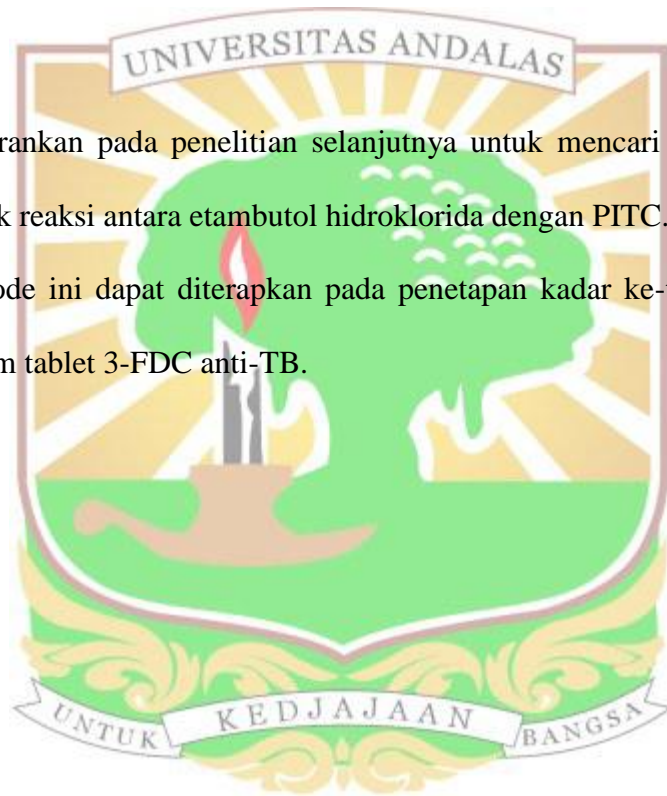 UNIVERSITAS ANDALAS
rankan pada penelitian selanjutnya untuk mencari
k reaksi antara etambutol hidroklorida dengan PITC.
ode ini dapat diterapkan pada penetapan kadar ke-
m tablet 3-FDC anti-TB.
UNTUK KEDJAJAAN BANGSA